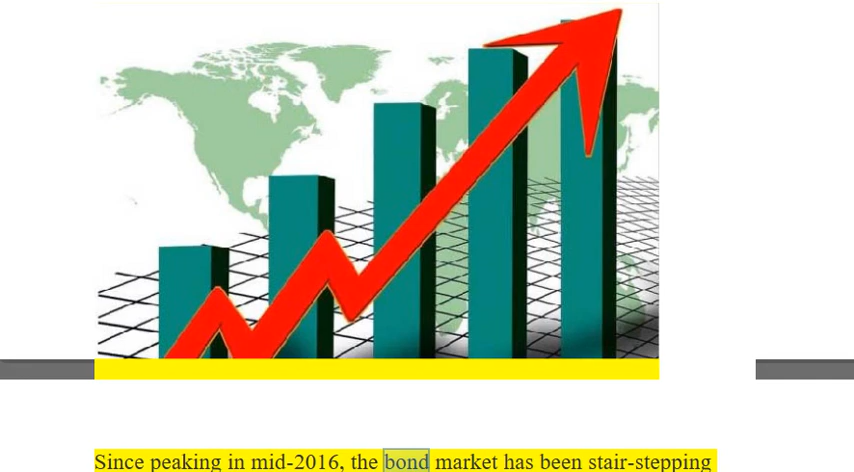 Since peaking in mid-2016, the bond market has been stair-stepping